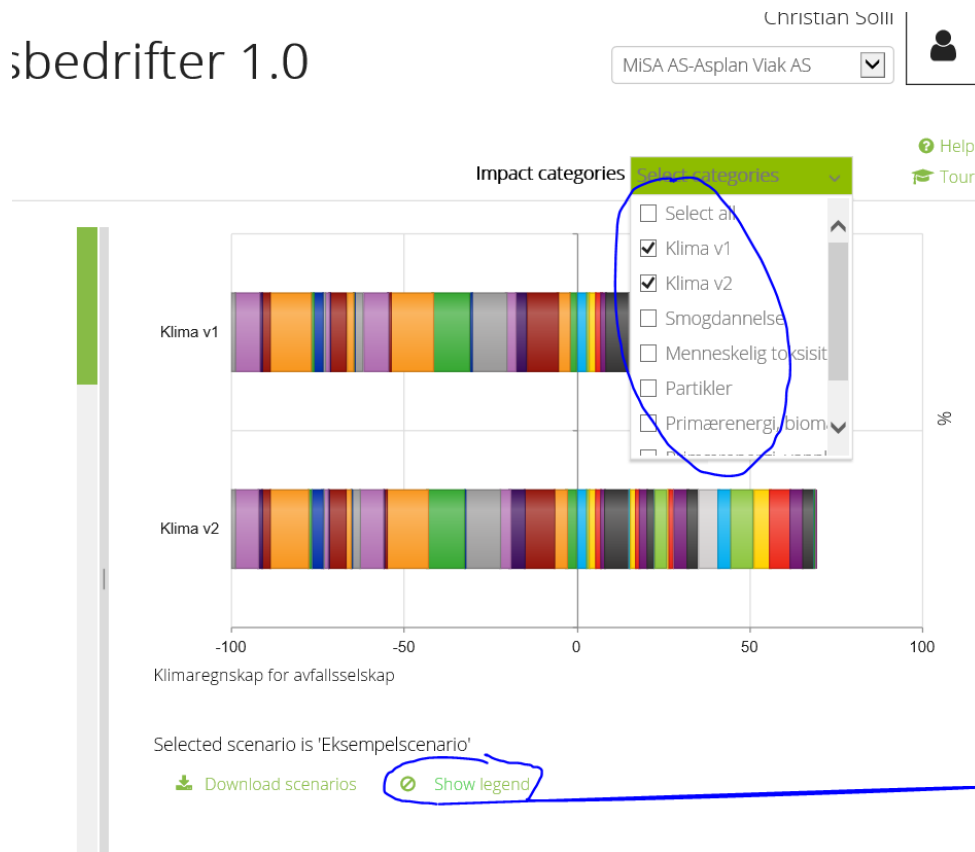 Christian Solli
sbedrifter 1.0
MiSA AS-Asplan Viak AS
Help
Impact categories Select categories
Tour
Select all
Klima v1
Klima v2
Smogdannelse
Menneskelig toksisit
Partikler
Primærenergi, biom
Klima v1
%
Klima v2
-100 -50 0 50 100
Klimaregnskap for avfallsselskap
Selected scenario is 'Eksempelscenario'
Download scenarios Show legend